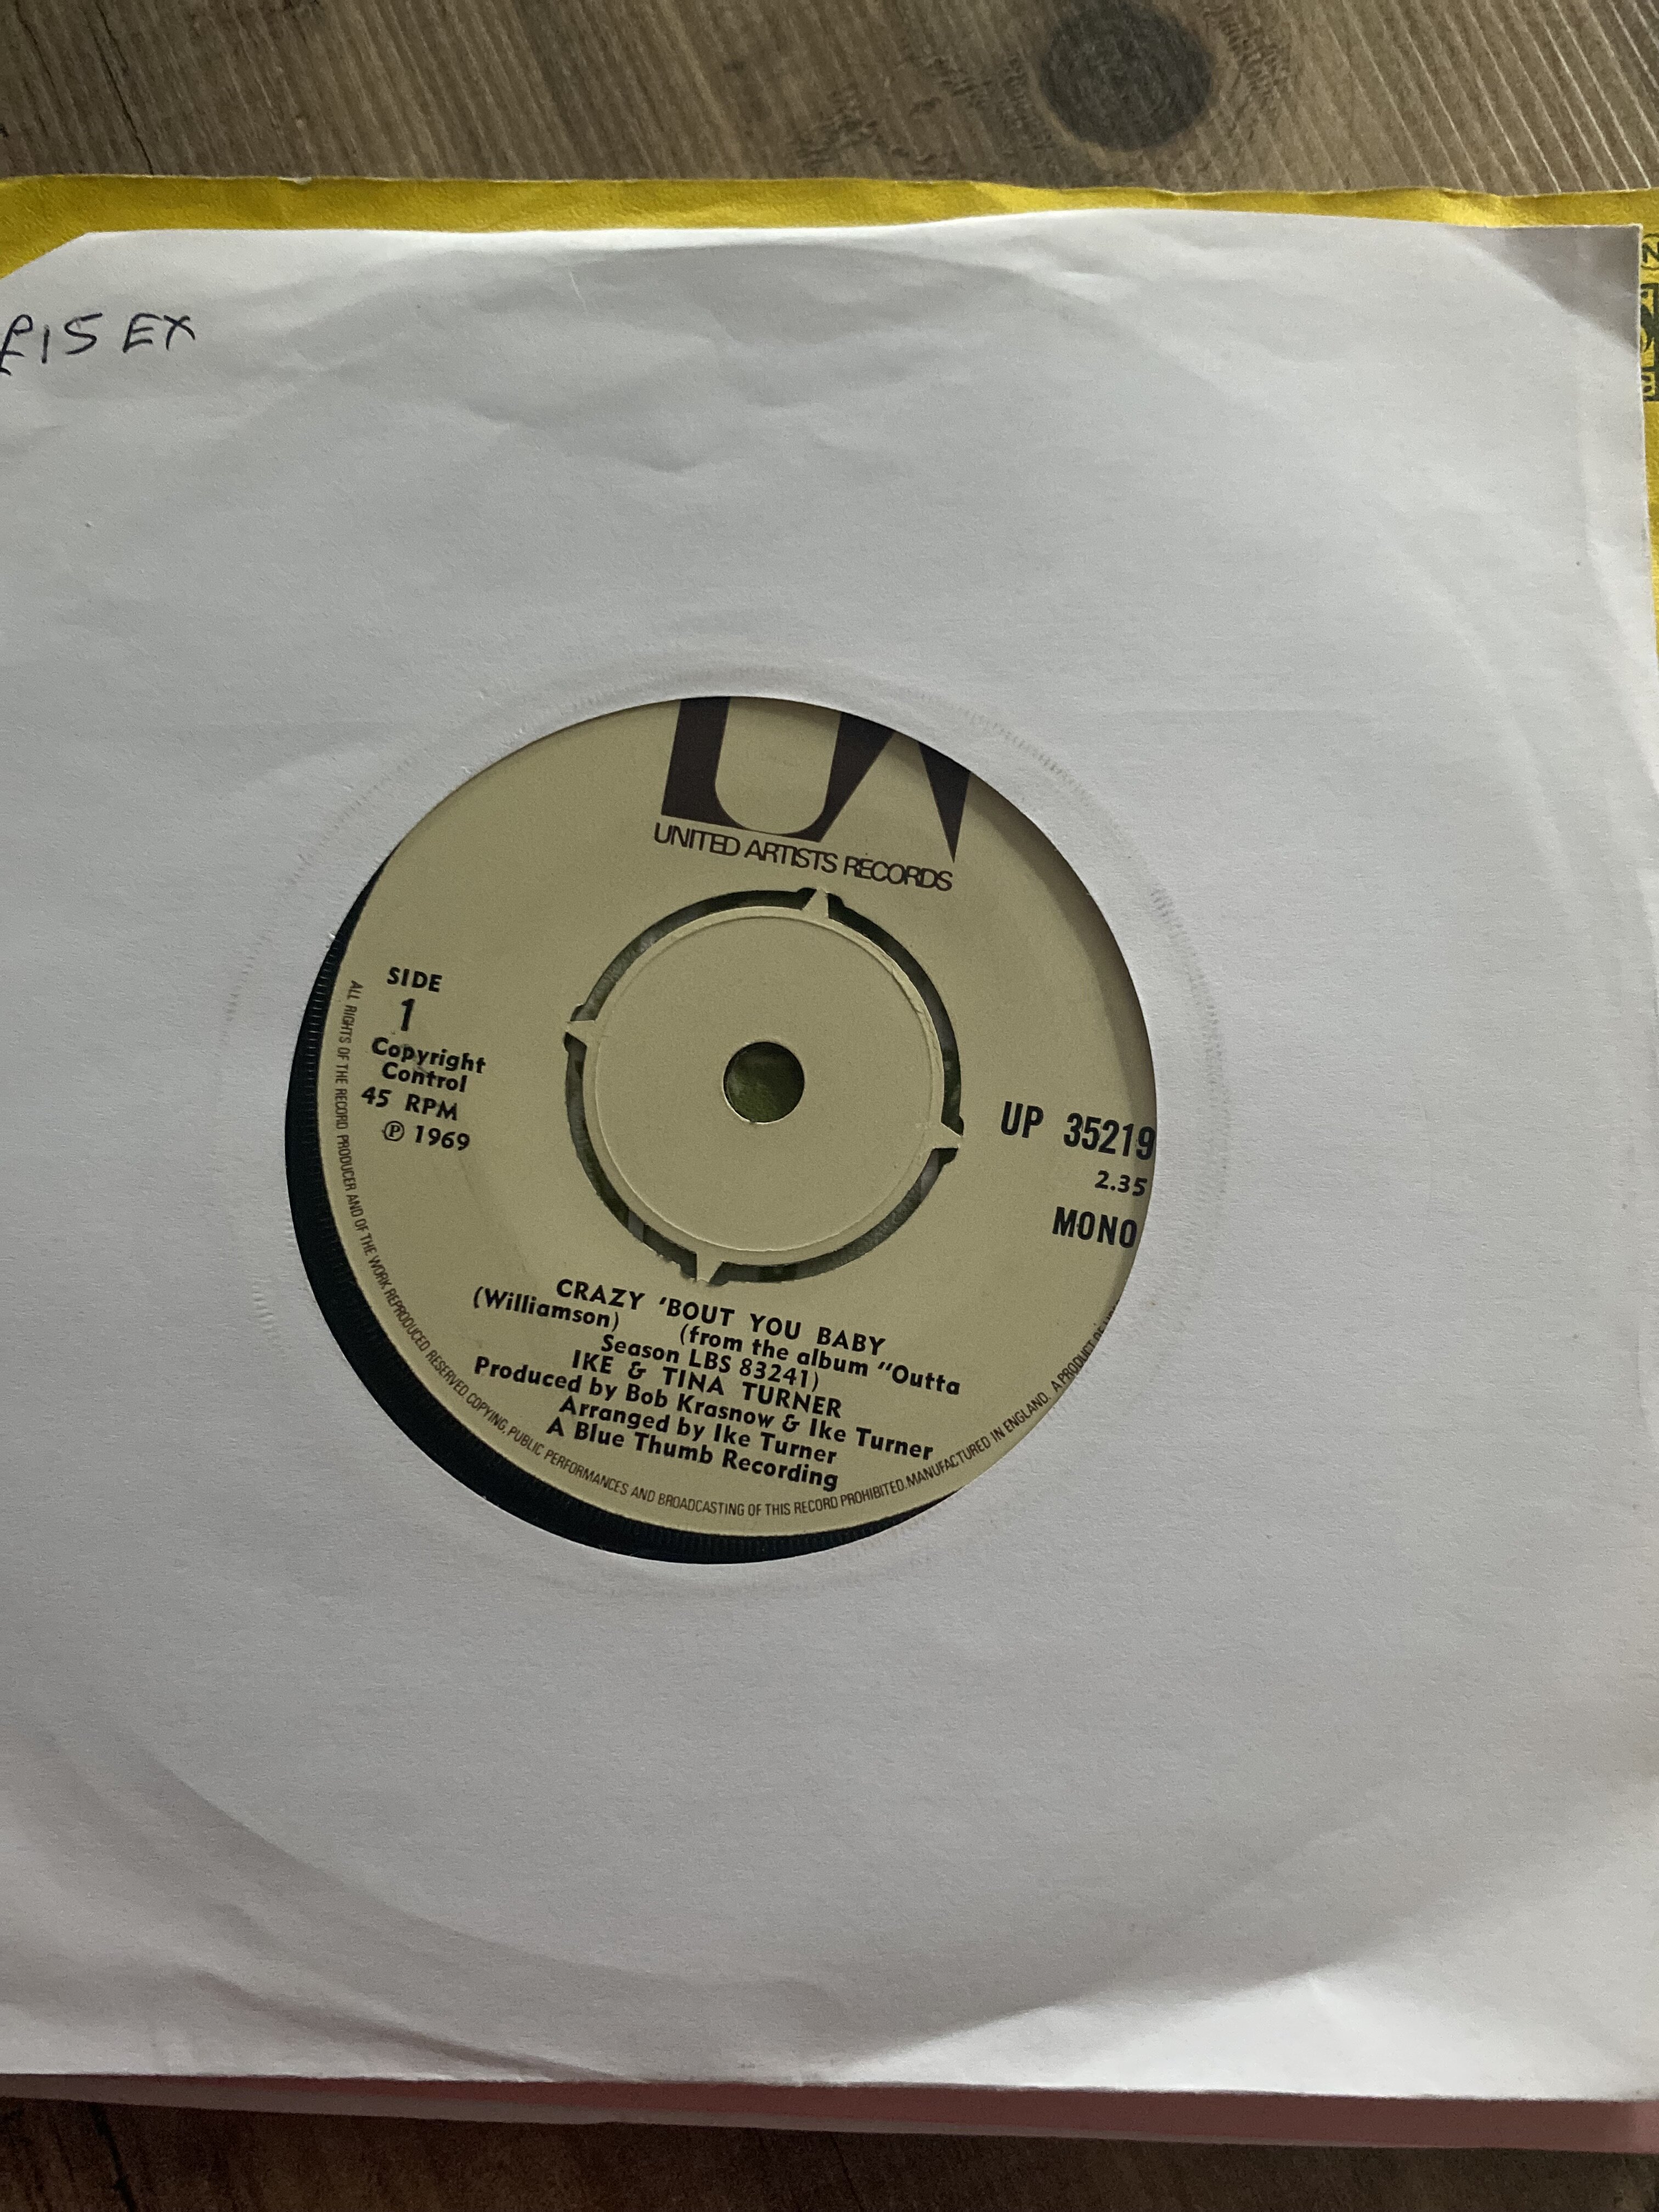 £15 EX
UA
UNITED ARTISTS RECORDS
SIDE
1
Copyright
Control
45 RPM
Ⓟ 1969
UP 35219
2.35
MONO
CRAZY ‘BOUT YOU BABY
(Williamson) (from the album “Outta
Season LBS 83241)
IKE & TINA TURNER
Produced by Bob Krasnow & Ike Turner
Arranged by Ike Turner
A Blue Thumb Recording
ALL RIGHTS OF THE RECORD PRODUCER AND OF THE WORK REPRODUCED RESERVED. COPYING, PUBLIC PERFORMANCES AND BROADCASTING OF THIS RECORD PROHIBITED. MANUFACTURED IN ENGLAND. A PRODUCT OF